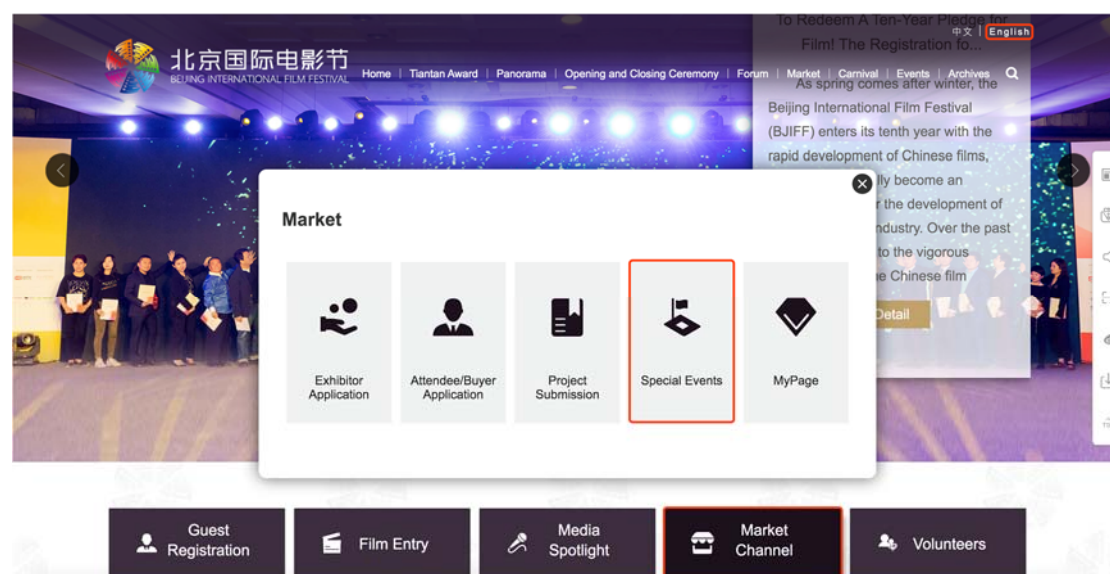 To Redeem A Ten-Year Pledge for
中文 | English
Film! The Registration fo...
北京国际电影节
BEIJING INTERNATIONAL FILM FESTIVAL
Home | Tiantan Award | Panorama | Opening and Closing Ceremony | Forum | Market | Carnival | Events | Archives
As spring comes after winter, the
Beijing International Film Festival
(BJIFF) enters its tenth year with the
rapid development of Chinese films,
lly become an
r the development of
ndustry. Over the past
to the vigorous
e Chinese film
Detail
Market
Exhibitor
Application
Attendee/Buyer
Application
Project
Submission
Special Events
MyPage
Guest
Registration
Film Entry
Media
Spotlight
Market
Channel
Volunteers